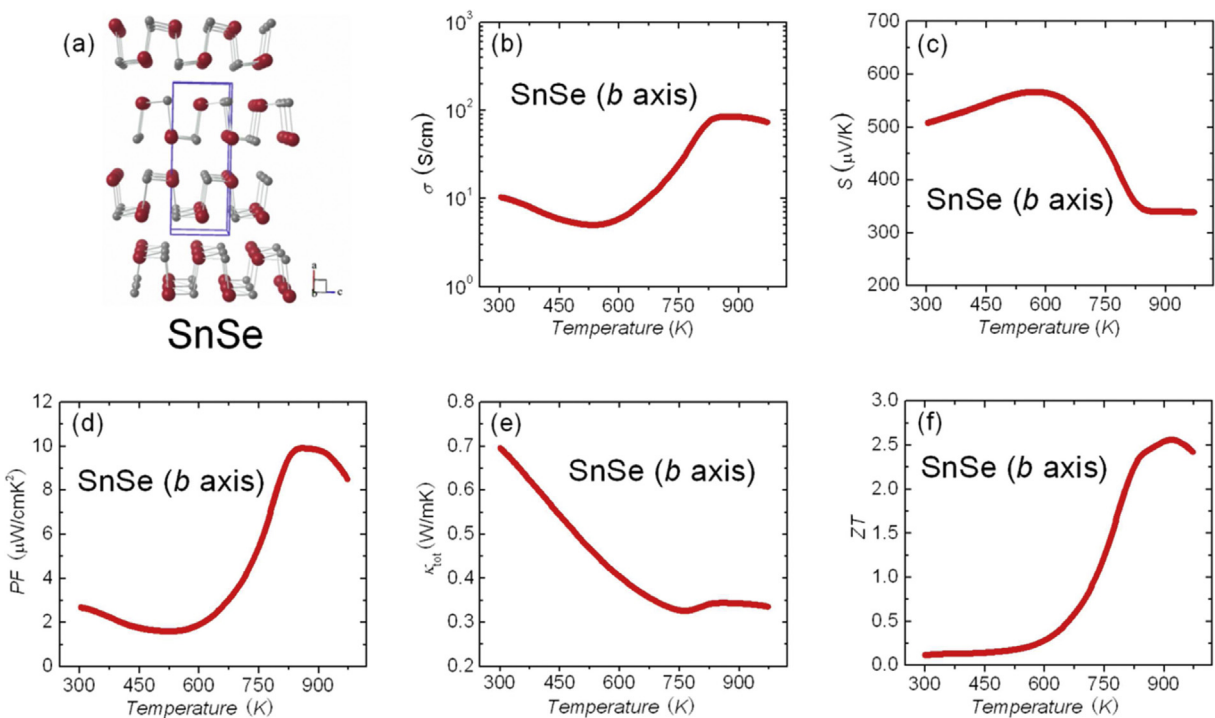 (a)
a
b
c
SnSe
(b)
SnSe (b axis)
σ (S/cm)
10³
10²
10¹
10⁰
300 450 600 750 900
Temperature (K)
(c)
SnSe (b axis)
S (μV/K)
700
600
500
400
300
200
300 450 600 750 900
Temperature (K)
(d)
SnSe (b axis)
PF (μW/cmK²)
12
10
8
6
4
2
0
300 450 600 750 900
Temperature (K)
(e)
SnSe (b axis)
κtot (W/mK)
0.8
0.7
0.6
0.5
0.4
0.3
0.2
300 450 600 750 900
Temperature (K)
(f)
SnSe (b axis)
ZT
3.0
2.5
2.0
1.5
1.0
0.5
0.0
300 450 600 750 900
Temperature (K)